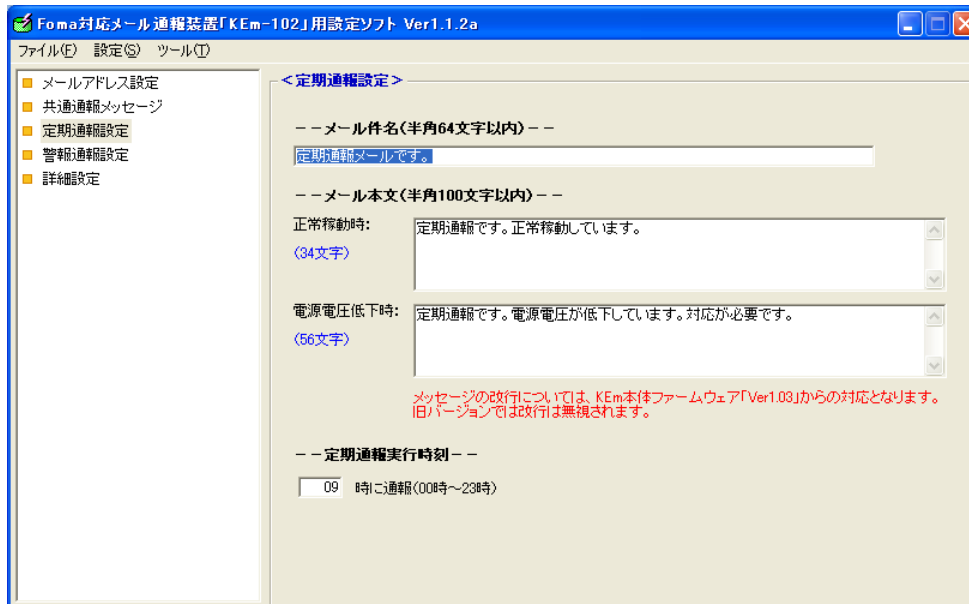 Foma対応メール通報装置「KEm-102」用設定ソフト Ver1.1.2a
ファイル(F) 設定(S) ツール(T)
メールアドレス設定
共通通報メッセージ
定期通報設定
警報通報設定
詳細設定
＜定期通報設定＞
－－メール件名(半角64文字以内)－－
定期通報メールです。
－－メール本文(半角100文字以内)－－
正常稼動時:
(34文字)
定期通報です。正常稼動しています。
電源電圧低下時:
(56文字)
定期通報です。電源電圧が低下しています。対応が必要です。
メッセージの改行については、KEm本体ファームウェア「Ver1.03」からの対応となります。
旧バージョンでは改行は無視されます。
－－定期通報実行時刻－－
09 時に通報(00時～23時)